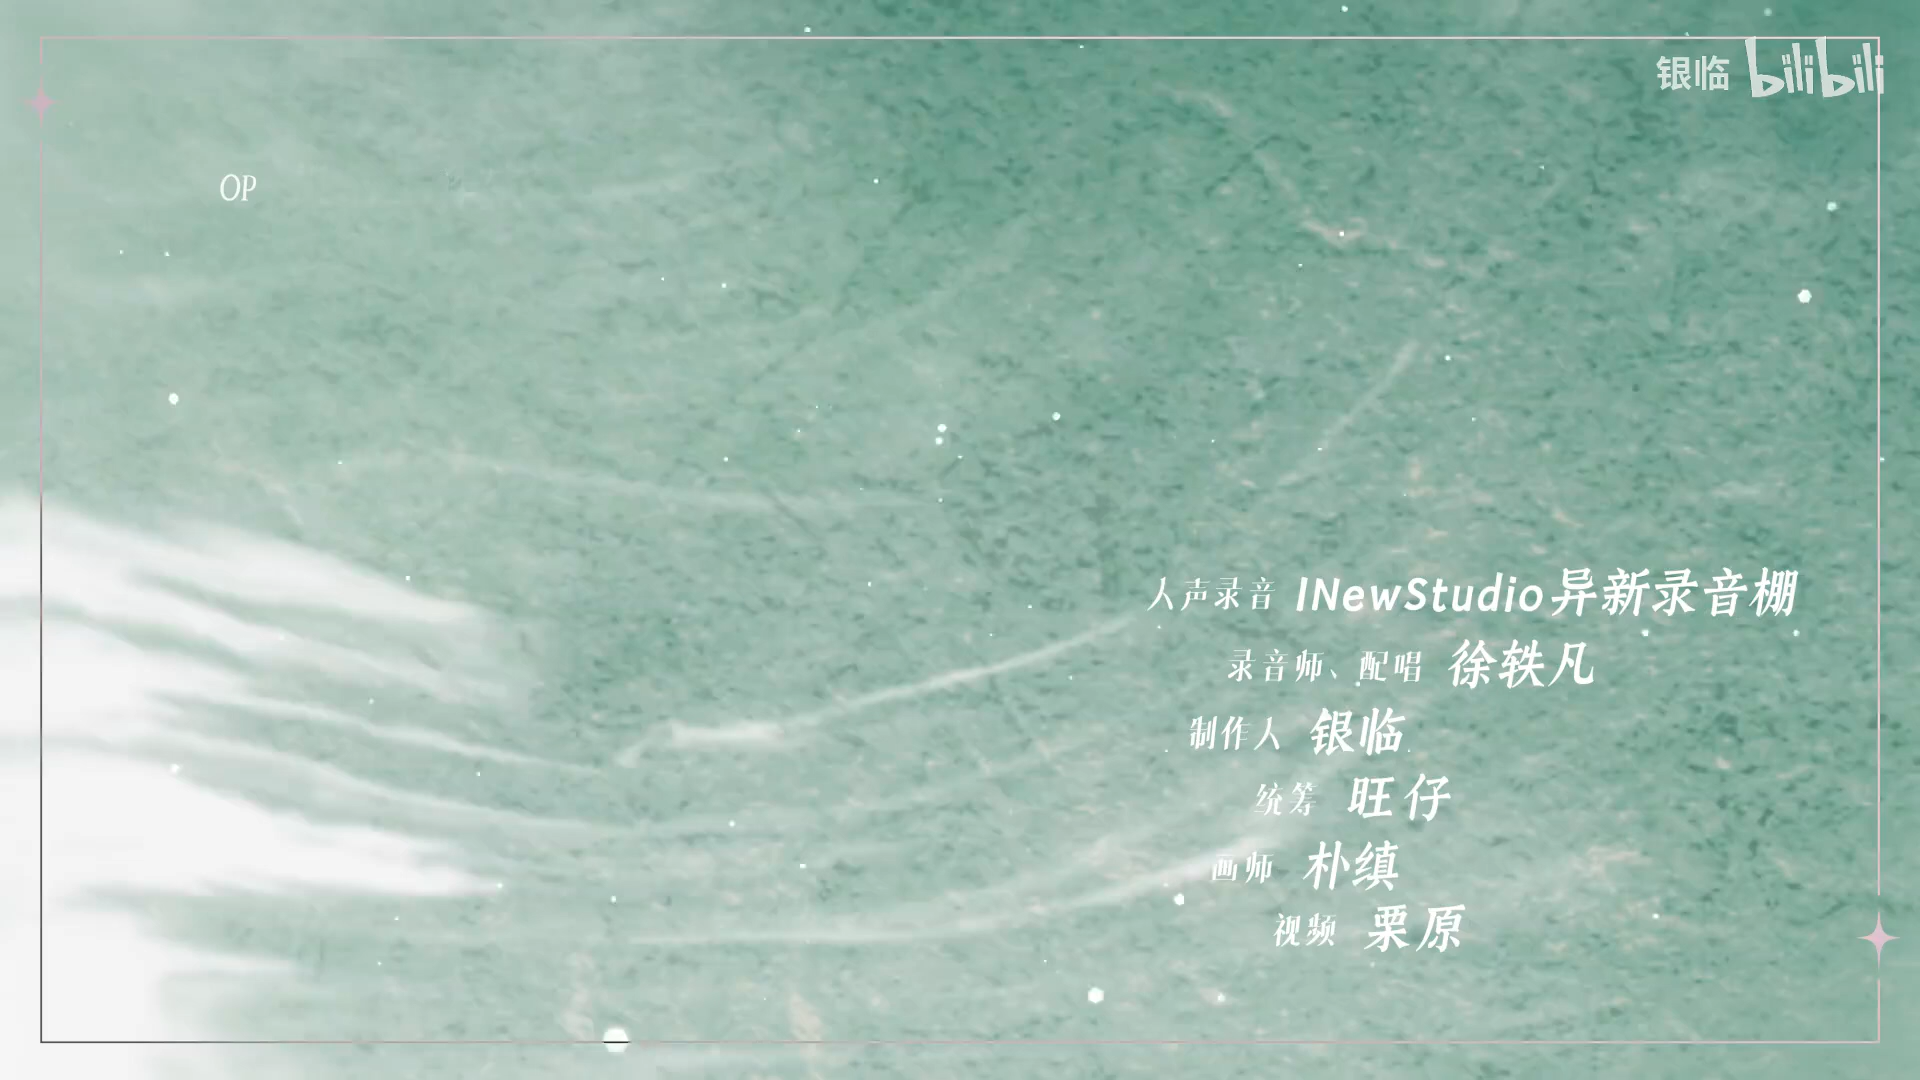 银临 bilibili
OP
人声录音 INewStudio异新录音棚
录音师、配唱 徐轶凡
制作人 银临
统筹 旺仔
画师 朴缜
视频 栗原